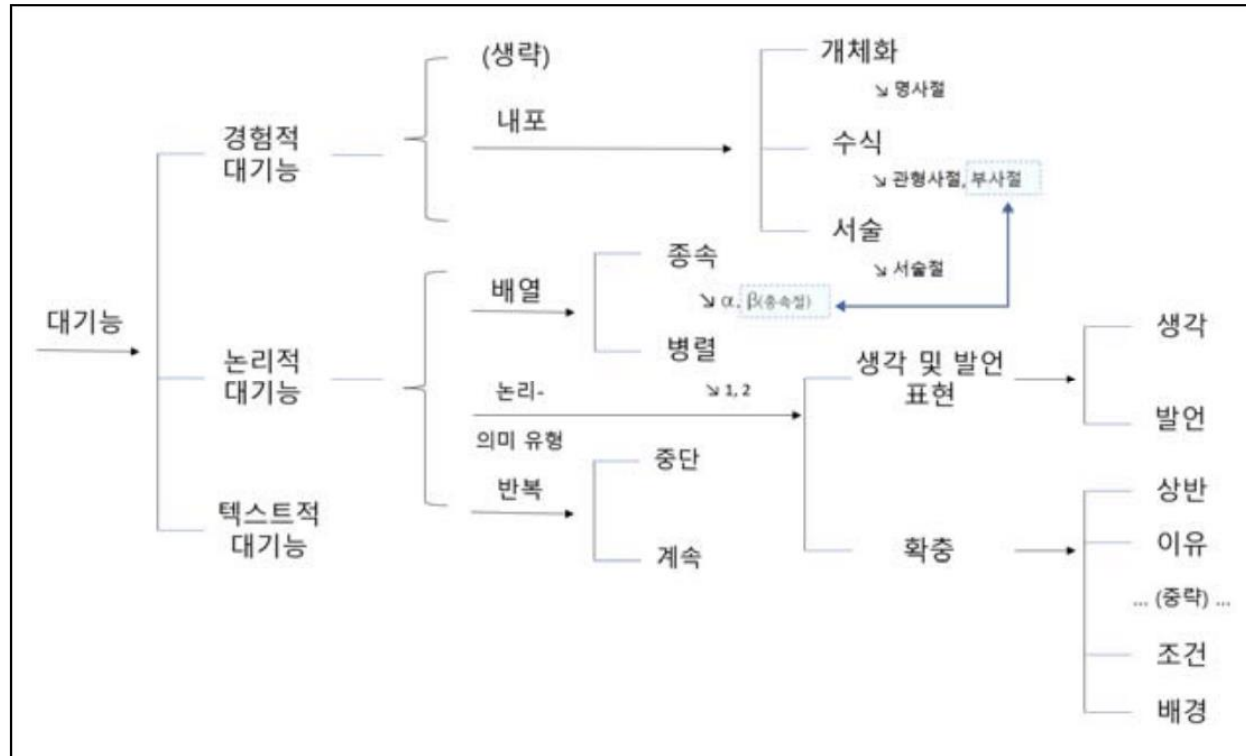 (생략)
개체화
↘ 명사절
내포
경험적
대기능
수식
↘ 관형사절, 부사절
서술
↘ 서술절
종속
↘ α, β(종속절)
배열
병렬
↘ 1, 2
대기능
논리적
대기능
논리-
의미 유형
생각 및 발언
표현
생각
발언
반복
중단
계속
텍스트적
대기능
확충
상반
이유
... (중략) ...
조건
배경